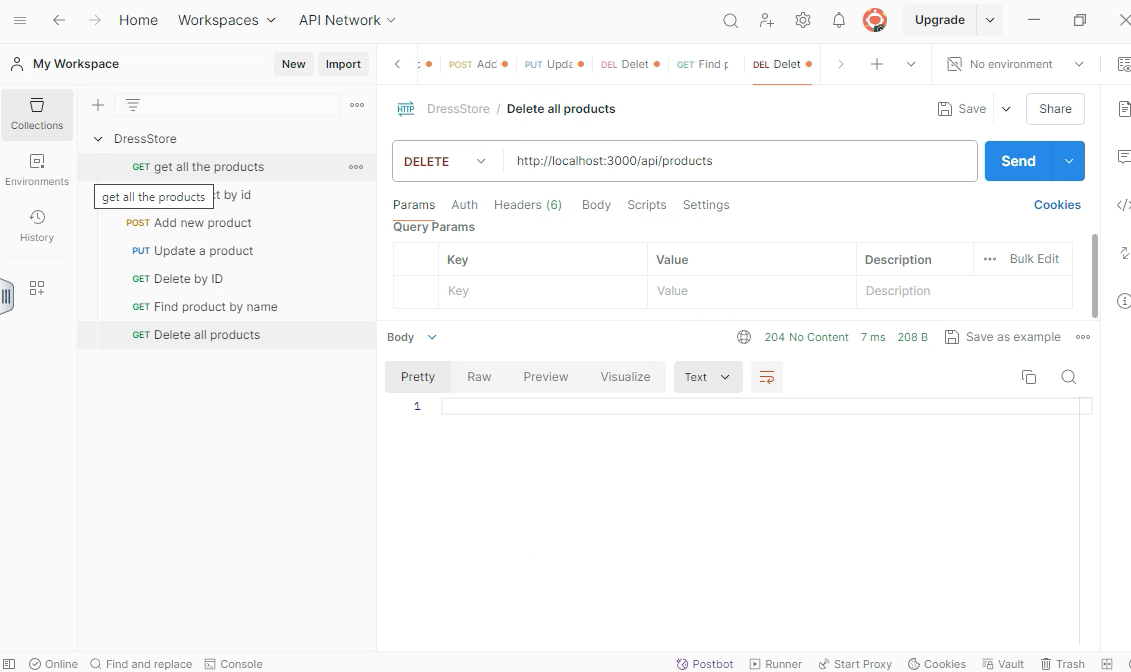 Home Workspaces API Network Upgrade
My Workspace New Import
POST Add PUT Upda DEL Delet GET Find p DEL Delet No environment
Collections
Environments
History
DressStore
GET get all the products
get all the products t by id
POST Add new product
PUT Update a product
GET Delete by ID
GET Find product by name
GET Delete all products
HTTP DressStore / Delete all products Save Share
DELETE http://localhost:3000/api/products Send
Params Auth Headers (6) Body Scripts Settings Cookies
Query Params
Key Value Description Bulk Edit
Key Value Description
Body 204 No Content 7 ms 208 B Save as example
Pretty Raw Preview Visualize Text
1
Online Find and replace Console Postbot Runner Start Proxy Cookies Vault Trash